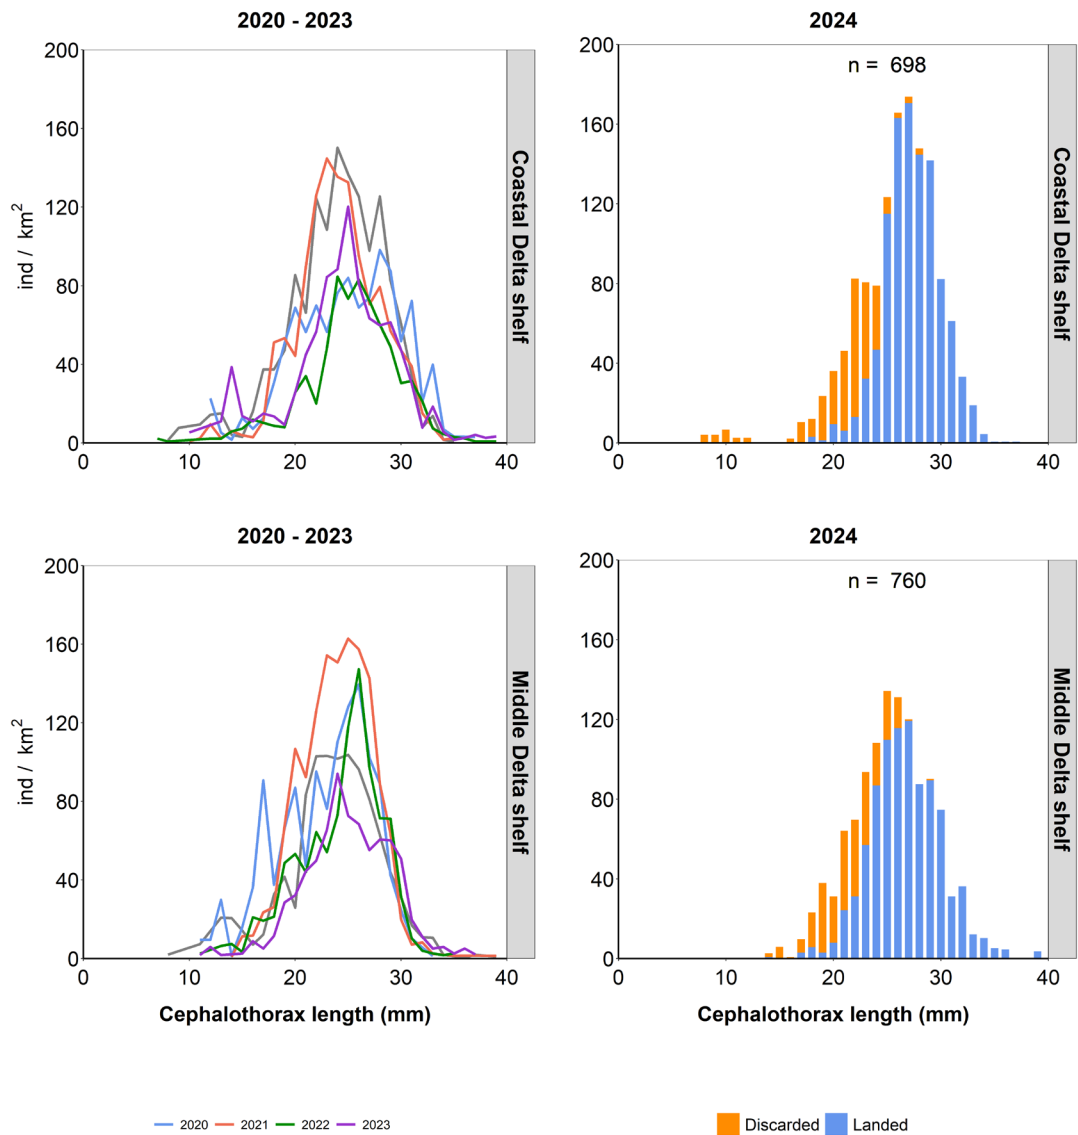 2020 - 2023
2024
200
160
120
80
40
0
ind / km2
0 10 20 30 40
Coastal Delta shelf
200
160
120
80
40
0
n = 698
0 10 20 30 40
Coastal Delta shelf
2020 - 2023
2024
200
160
120
80
40
0
ind / km2
0 10 20 30 40
Middle Delta shelf
Cephalothorax length (mm)
200
160
120
80
40
0
n = 760
0 10 20 30 40
Middle Delta shelf
Cephalothorax length (mm)
2020 2021 2022 2023
Discarded Landed